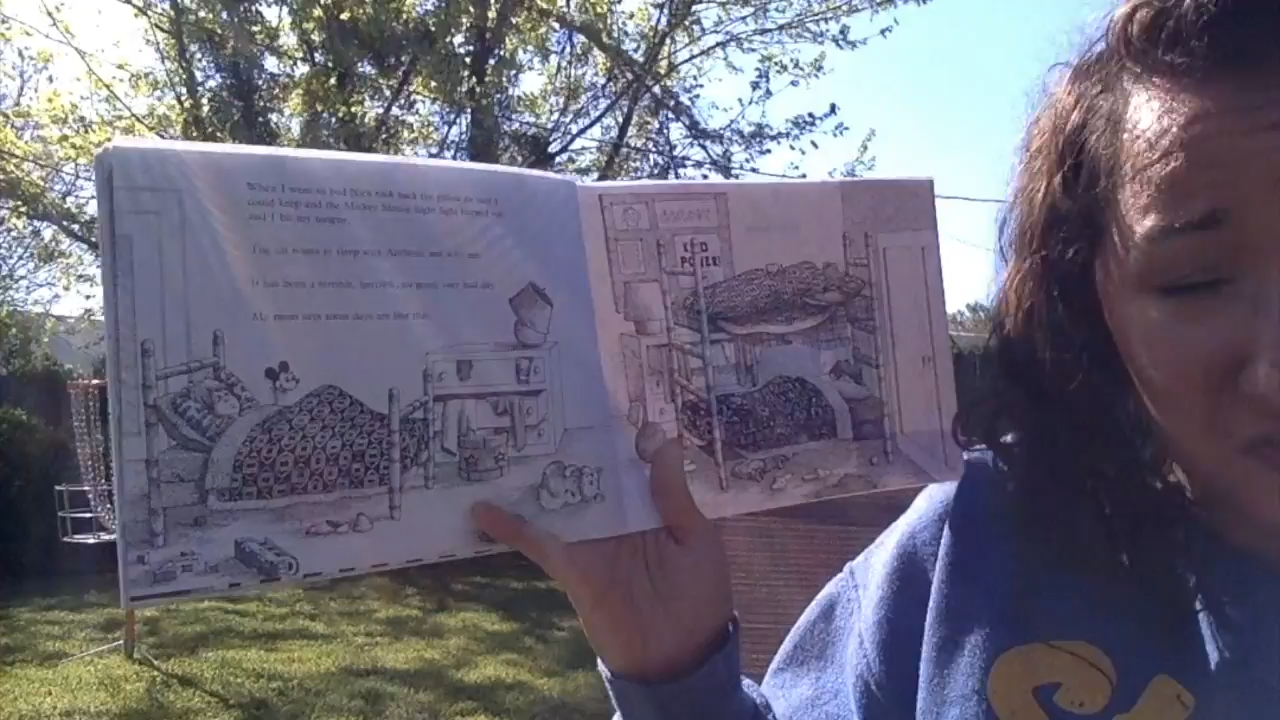 When I went to bed Nick took back the pillow he said I
could keep and the Mickey Mouse night light burned out
and I bit my tongue.
The cat wants to sleep with Anthony, not with me.
It has been a terrible, horrible, no good, very bad day.
My mom says some days are like that.